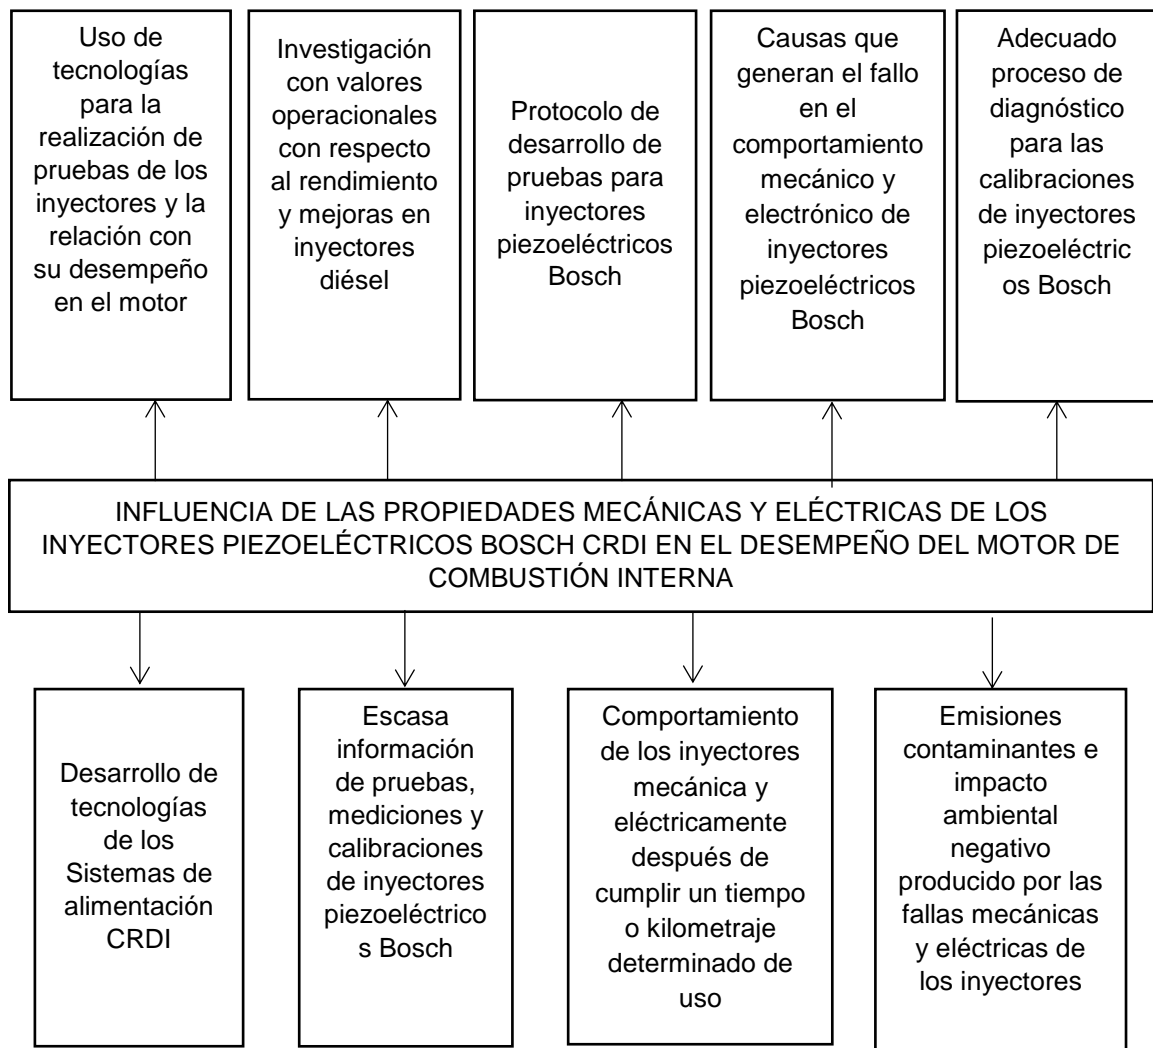 Uso de
tecnologías
para la
realización de
pruebas de los
inyectores y la
relación con
su desempeño
en el motor
Investigación
con valores
operacionales
con respecto
al rendimiento
y mejoras en
inyectores
diésel
Protocolo de
desarrollo de
pruebas para
inyectores
piezoeléctricos
Bosch
Causas que
generan el fallo
en el
comportamiento
mecánico y
electrónico de
inyectores
piezoeléctricos
Bosch
Adecuado
proceso de
diagnóstico
para las
calibraciones
de inyectores
piezoeléctric
os Bosch
INFLUENCIA DE LAS PROPIEDADES MECÁNICAS Y ELÉCTRICAS DE LOS
INYECTORES PIEZOELÉCTRICOS BOSCH CRDI EN EL DESEMPEÑO DEL MOTOR DE
COMBUSTIÓN INTERNA
Desarrollo de
tecnologías
de los
Sistemas de
alimentación
CRDI
Escasa
información
de pruebas,
mediciones y
calibraciones
de inyectores
piezoeléctrico
s Bosch
Comportamiento
de los inyectores
mecánica y
eléctricamente
después de
cumplir un tiempo
o kilometraje
determinado de
uso
Emisiones
contaminantes e
impacto
ambiental
negativo
producido por las
fallas mecánicas
y eléctricas de
los inyectores